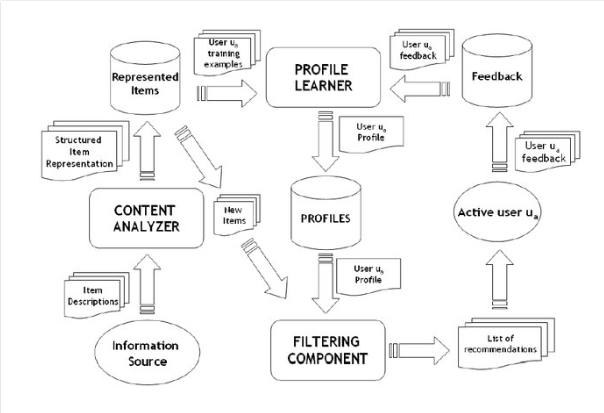 User uₐ
training
examples
User uₐ
feedback
Represented
Items
PROFILE
LEARNER
Feedback
Structured
Item
Representation
User uₐ
Profile
User uₐ
feedback
CONTENT
ANALYZER
New
Items
PROFILES
Active user uₐ
Item
Descriptions
User uₐ
Profile
Information
Source
FILTERING
COMPONENT
List of
recommendations